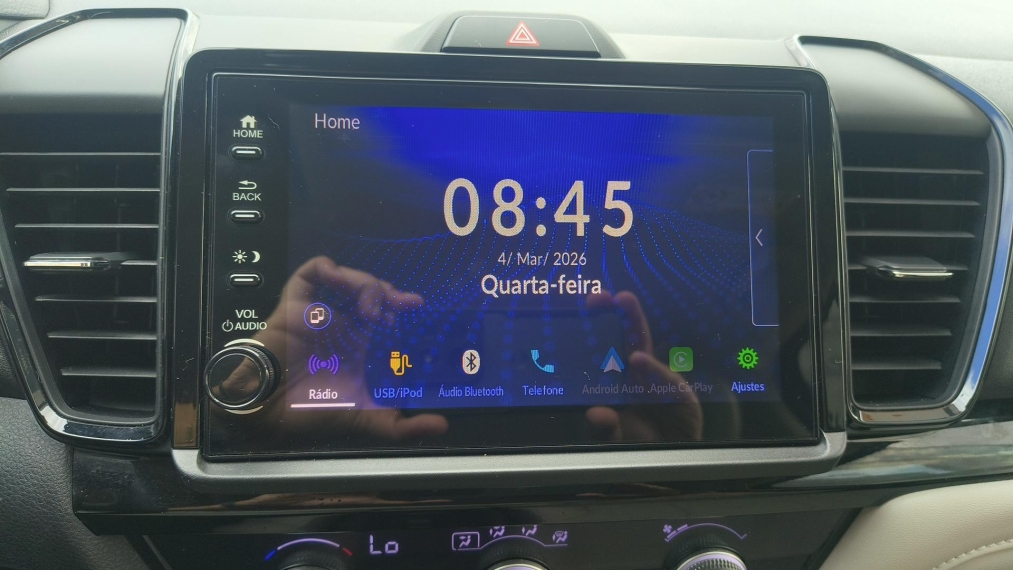 Home
HOME
BACK
VOL
AUDIO
08:45
4/ Mar/ 2026
Quarta-feira
Rádio
USB/iPod
Áudio Bluetooth
Telefone
Android Auto
Apple CarPlay
Ajustes
Lo